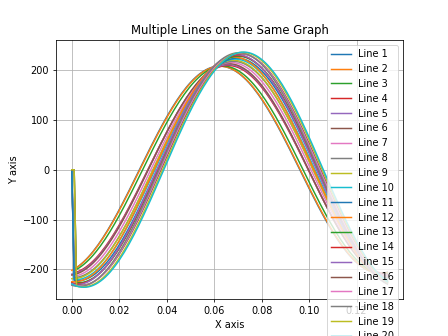 Multiple Lines on the Same Graph
Y axis
200
100
0
−100
−200
0.00
0.02
0.04
0.06
0.08
0.10
X axis
Line 1
Line 2
Line 3
Line 4
Line 5
Line 6
Line 7
Line 8
Line 9
Line 10
Line 11
Line 12
Line 13
Line 14
Line 15
Line 16
Line 17
Line 18
Line 19
Line 20